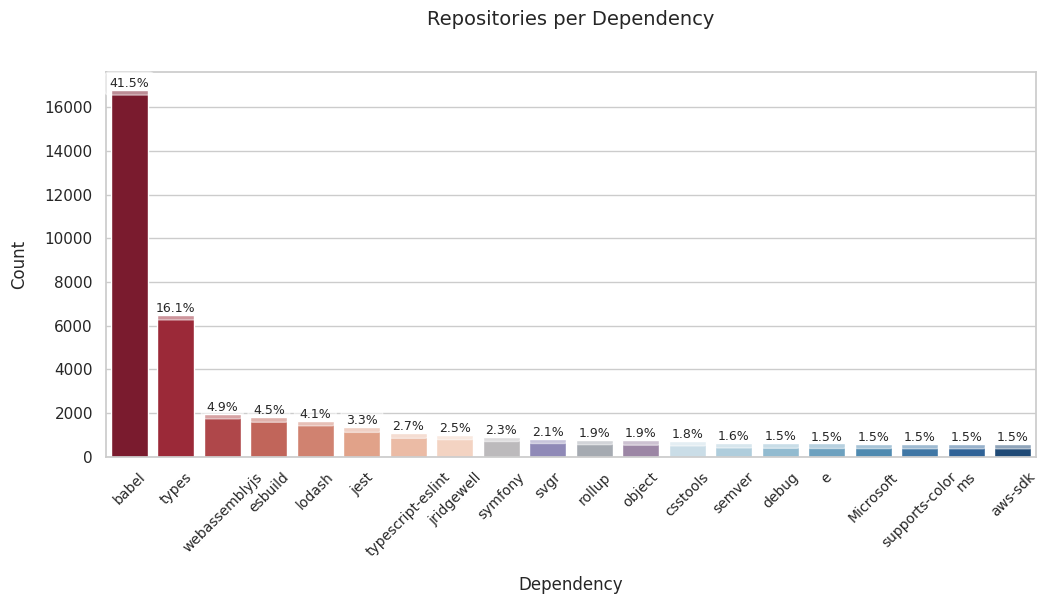 Repositories per Dependency
Count
16000
14000
12000
10000
8000
6000
4000
2000
0
41.5%
16.1%
4.9%
4.5%
4.1%
3.3%
2.7%
2.5%
2.3%
2.1%
1.9%
1.9%
1.8%
1.6%
1.5%
1.5%
1.5%
1.5%
1.5%
1.5%
babel
types
webassemblyjs
esbuild
lodash
jest
typescript-eslint
jridgewell
symfony
svgr
rollup
object
csstools
semver
debug
e
Microsoft
supports-color
ms
aws-sdk
Dependency